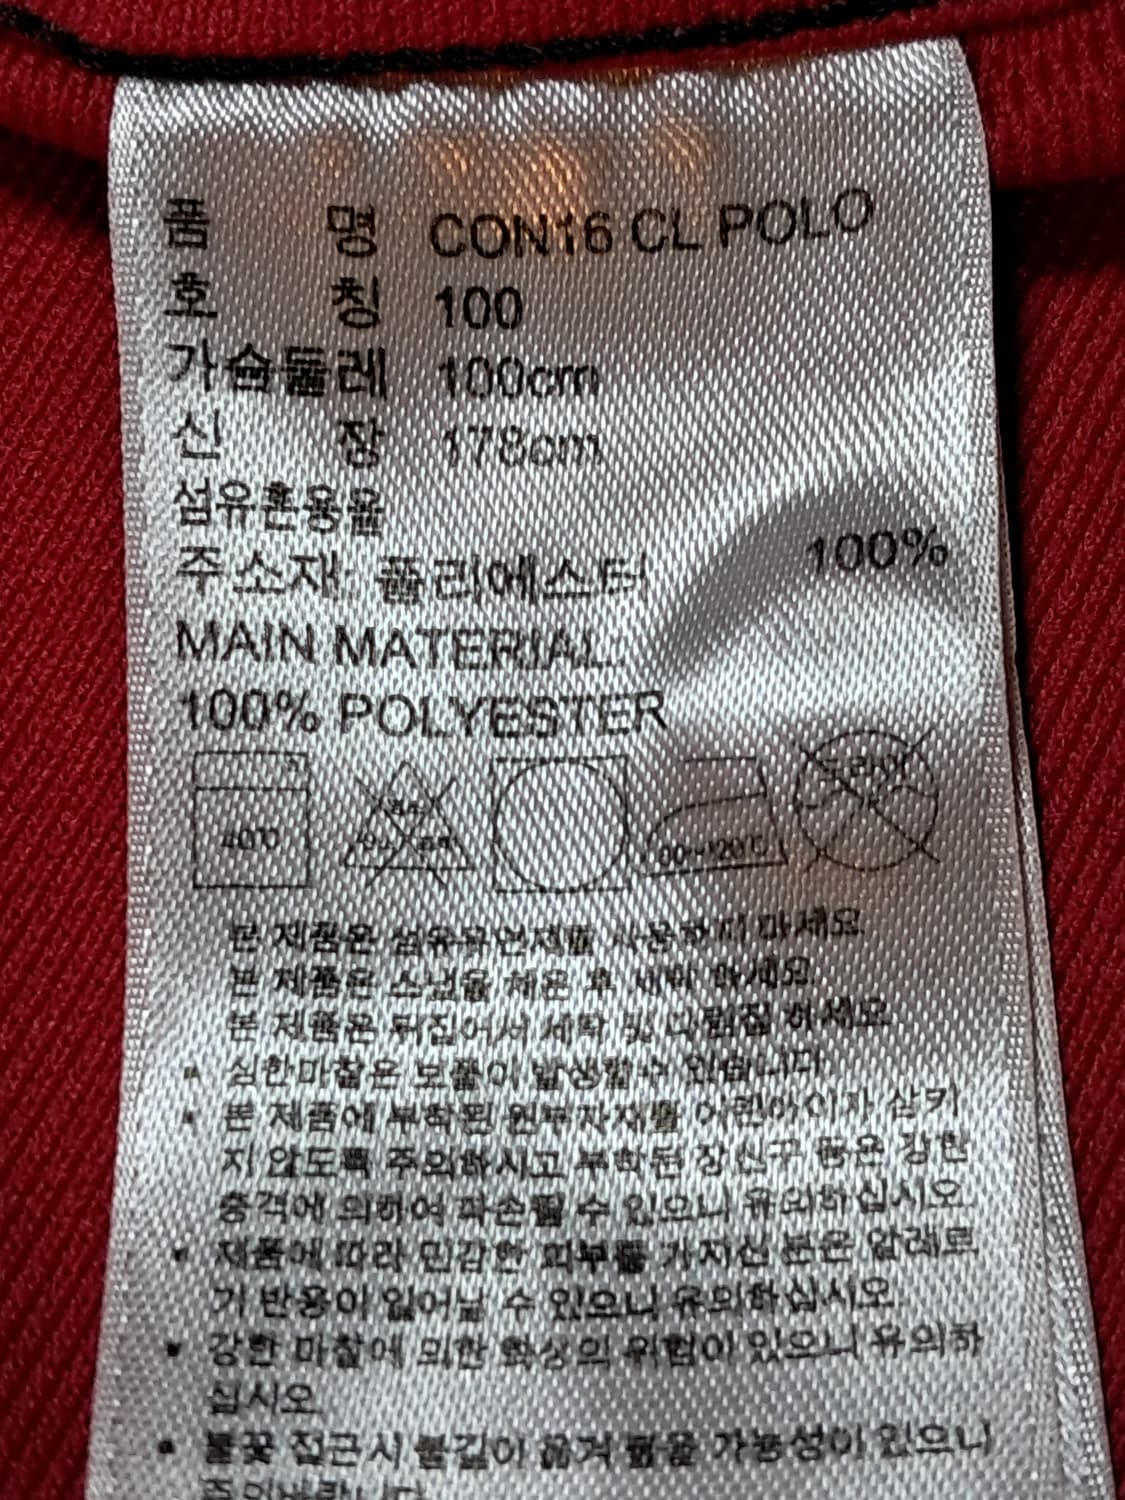 품 명 CON16 CL POLO
호 칭 100
가슴둘레 100cm
신 장 178cm
섬유혼용율
주소재: 폴리에스터 100%
MAIN MATERIAL:
100% POLYESTER
40℃ 드라이
120℃
본 제품은 섬유유연제를 사용하지 마세요.
본 제품은 스냅을 채운 후 세탁 하세요.
본 제품은 뒤집어서 세탁 및 다림질 하세요.
• 심한마찰은 보풀이 발생할수 있습니다.
• 본 제품에 부착된 원부자재를 어린아이가 삼키
지 않도록 주의하시고 부착된 장신구 등은 강한
충격에 의하여 파손될 수 있으니 유의하십시오.
• 제품에 따라 민감한 피부를 가지신 분은 알레르
기 반응이 일어날 수 있으니 유의하십시오.
• 강한 마찰에 의한 화상의 위험이 있으니 유의하
십시오.
• 불꽃 접근시 불길이 옮겨 붙을 가능성이 있으니